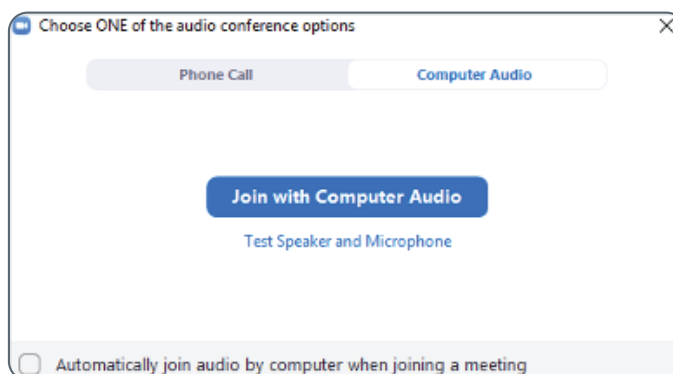 Choose ONE of the audio conference options
Phone Call Computer Audio
Join with Computer Audio
Test Speaker and Microphone
Automatically join audio by computer when joining a meeting